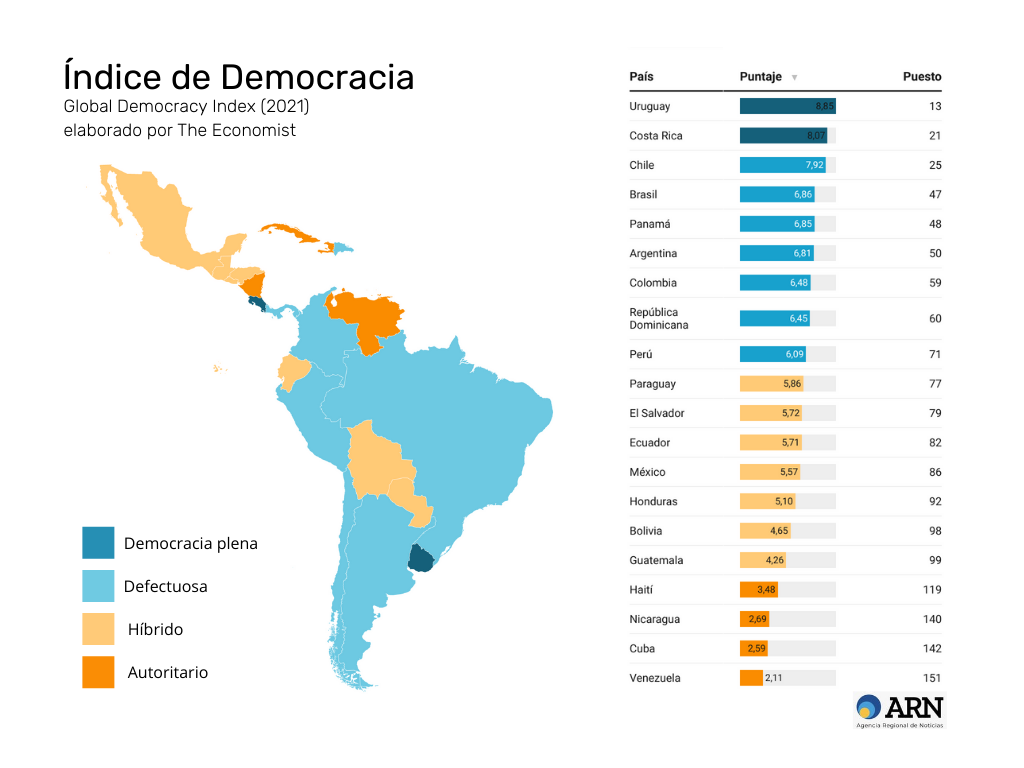 Índice de Democracia
Global Democracy Index (2021)
elaborado por The Economist
Democracia plena
Defectuosa
Híbrido
Autoritario
País Puntaje Puesto
Uruguay 8,85 13
Costa Rica 8,07 21
Chile 7,92 25
Brasil 6,86 47
Panamá 6,85 48
Argentina 6,81 50
Colombia 6,48 59
República
Dominicana 6,45 60
Perú 6,09 71
Paraguay 5,86 77
El Salvador 5,72 79
Ecuador 5,71 82
México 5,57 86
Honduras 5,10 92
Bolivia 4,65 98
Guatemala 4,26 99
Haití 3,48 119
Nicaragua 2,69 140
Cuba 2,59 142
Venezuela 2,11 151
ARN
Agencia Regional de Noticias